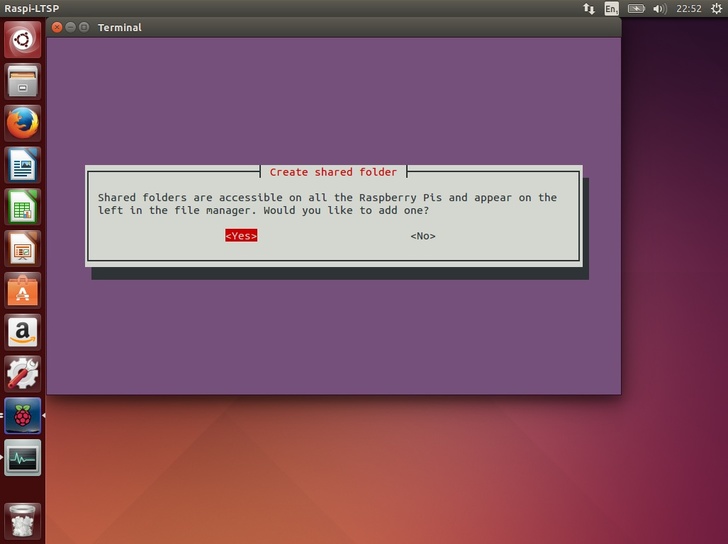 Raspi-LTSP
En
22:52
Terminal
Create shared folder
Shared folders are accessible on all the Raspberry Pis and appear on the
left in the file manager. Would you like to add one?
<Yes> <No>
a